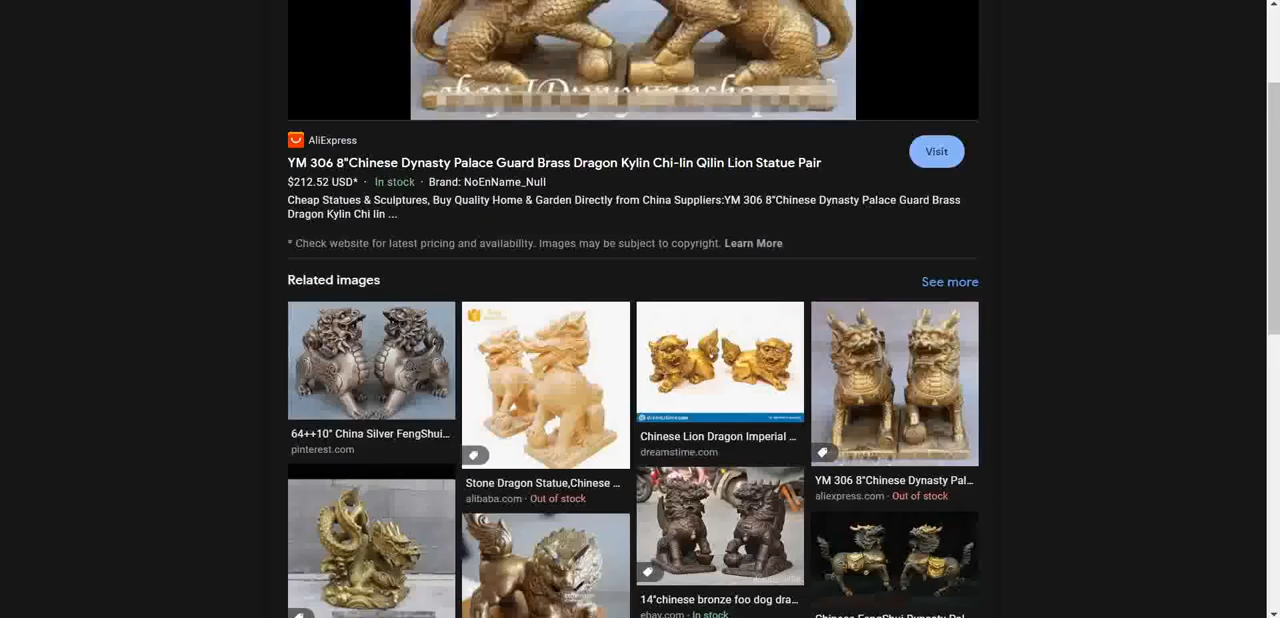 AliExpress
YM 306 8"Chinese Dynasty Palace Guard Brass Dragon Kylin Chi-lin Qilin Lion Statue Pair
Visit
$212.52 USD* · In stock · Brand: NoEnName_Null
Cheap Statues & Sculptures, Buy Quality Home & Garden Directly from China Suppliers:YM 306 8"Chinese Dynasty Palace Guard Brass
Dragon Kylin Chi lin ...
* Check website for latest pricing and availability. Images may be subject to copyright. Learn More
Related images
See more
64++10" China Silver FengShui...
pinterest.com
Stone Dragon Statue,Chinese ...
alibaba.com · Out of stock
Chinese Lion Dragon Imperial ...
dreamstime.com
YM 306 8"Chinese Dynasty Pal...
aliexpress.com · Out of stock
14"chinese bronze foo dog dra...
ebay.com · In stock
Chinese FengShui Dynasty Pal...